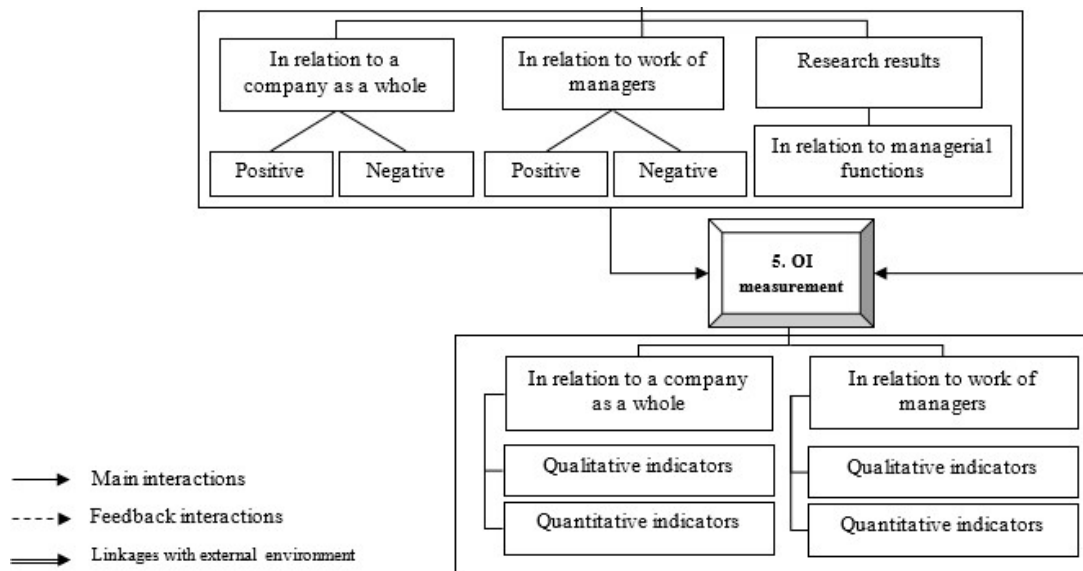 In relation to a
company as a whole
In relation to work of
managers
Research results
Positive
Negative
Positive
Negative
In relation to managerial
functions
5. OI
measurement
In relation to a company
as a whole
In relation to work of
managers
Qualitative indicators
Qualitative indicators
Quantitative indicators
Quantitative indicators
Main interactions
Feedback interactions
Linkages with external environment